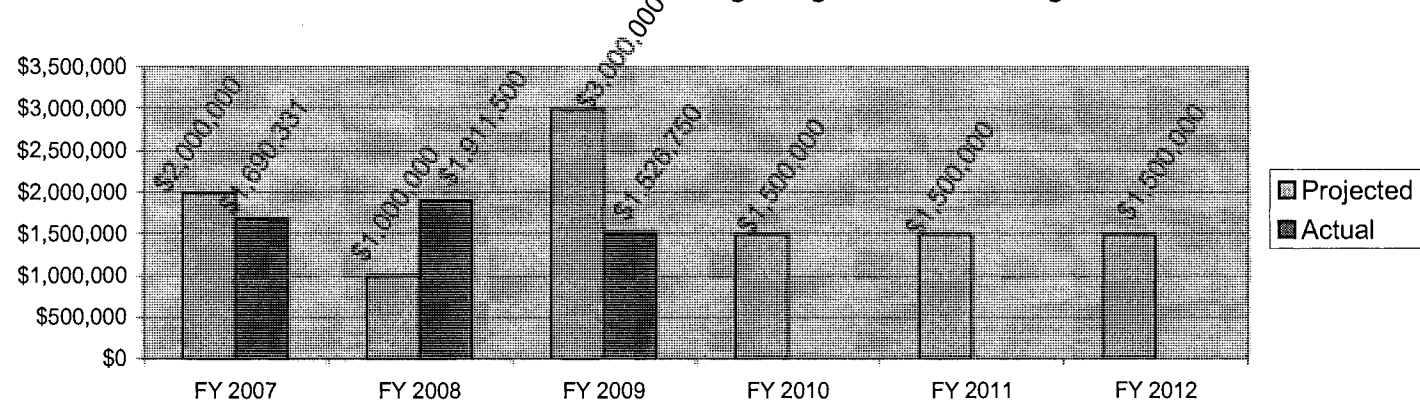 $3,500,000
$3,000,000
$2,500,000
$2,000,000
$1,500,000
$1,000,000
$500,000
$0
$2,000,000
$1,690,331
$1,000,000
$1,911,500
$3,000,000
$1,526,750
$1,500,000
$1,500,000
$1,500,000
FY 2007
FY 2008
FY 2009
FY 2010
FY 2011
FY 2012
Projected
Actual